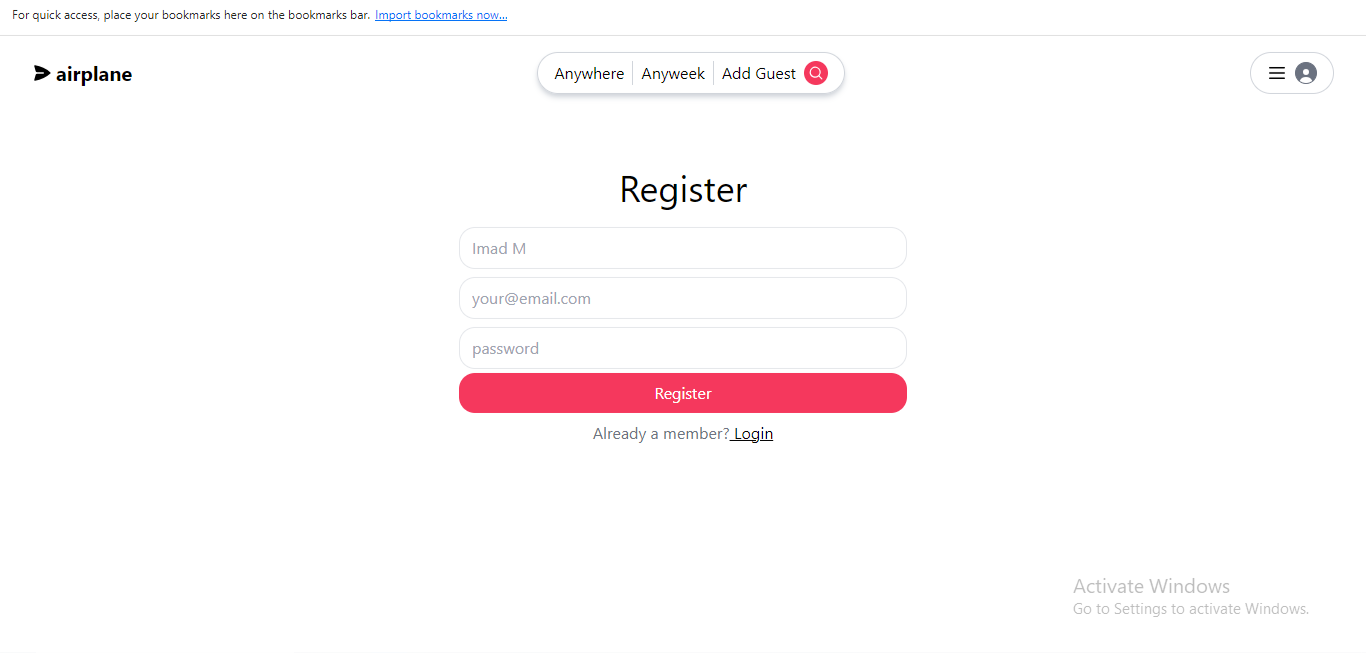 For quick access, place your bookmarks here on the bookmarks bar. Import bookmarks now...
airplane Anywhere Anyweek Add Guest
Register
Imad M
your@email.com
password
Register
Already a member? Login
Activate Windows
Go to Settings to activate Windows.